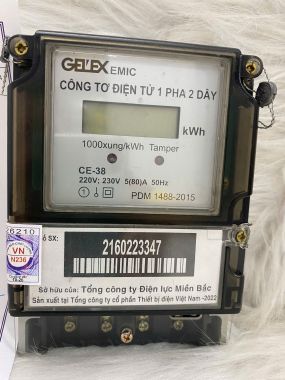 GELEX EMIC
CÔNG TƠ ĐIỆN TỬ 1 PHA 2 DÂY
kWh
1000xung/kWh Tamper
CE-38
220V; 230V 5(80)A 50Hz
PDM 1488-2015
6210
VN
N236
Ó SX:
2160223347
Sở hữu của: Tổng công ty Điện lực Miền Bắc
Sản xuất tại Tổng công ty cổ phần Thiết bị điện Việt Nam -2022